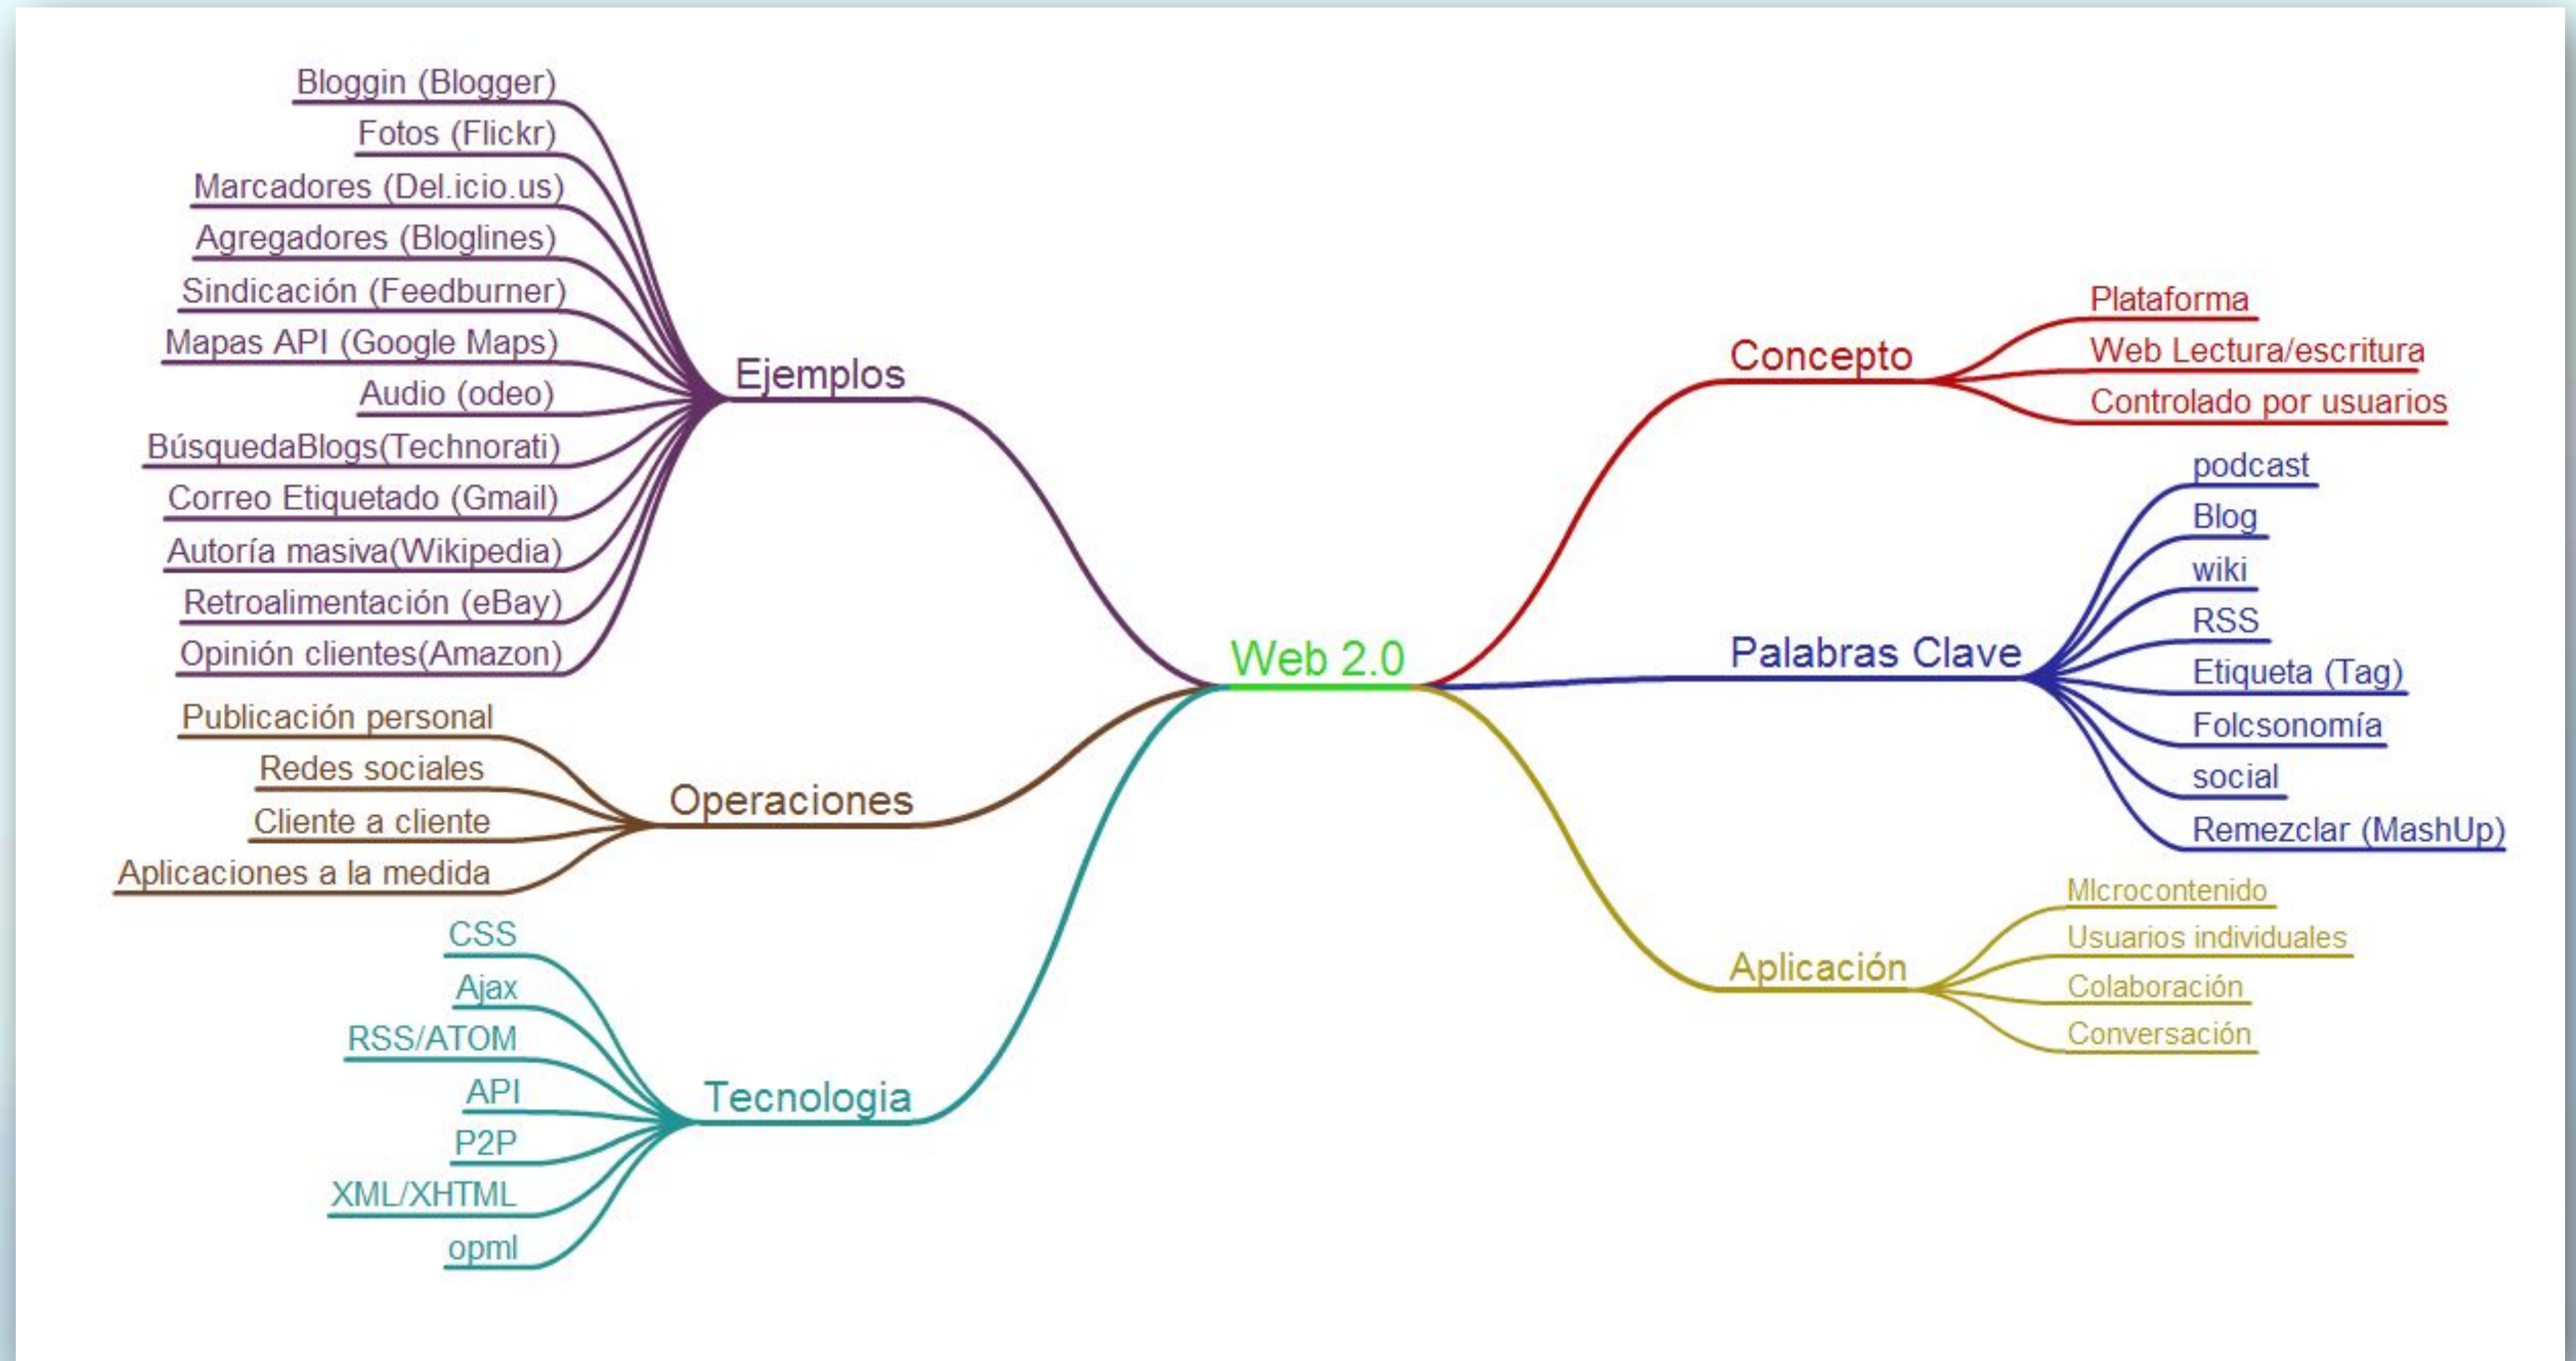 Bloggin (Blogger)
Fotos (Flickr)
Marcadores (Del.icio.us)
Agregadores (Bloglines)
Sindicación (Feedburner)
Mapas API (Google Maps)
Audio (odeo)
BúsquedaBlogs(Technorati)
Correo Etiquetado (Gmail)
Autoría masiva(Wikipedia)
Retroalimentación (eBay)
Opinión clientes(Amazon)
Ejemplos
Publicación personal
Redes sociales
Cliente a cliente
Aplicaciones a la medida
Operaciones
CSS
Ajax
RSS/ATOM
API
P2P
XML/XHTML
opml
Tecnologia
Web 2.0
Concepto
Plataforma
Web Lectura/escritura
Controlado por usuarios
Palabras Clave
podcast
Blog
wiki
RSS
Etiqueta (Tag)
Folcsonomía
social
Remezclar (MashUp)
Aplicación
MIcrocontenido
Usuarios individuales
Colaboración
Conversación